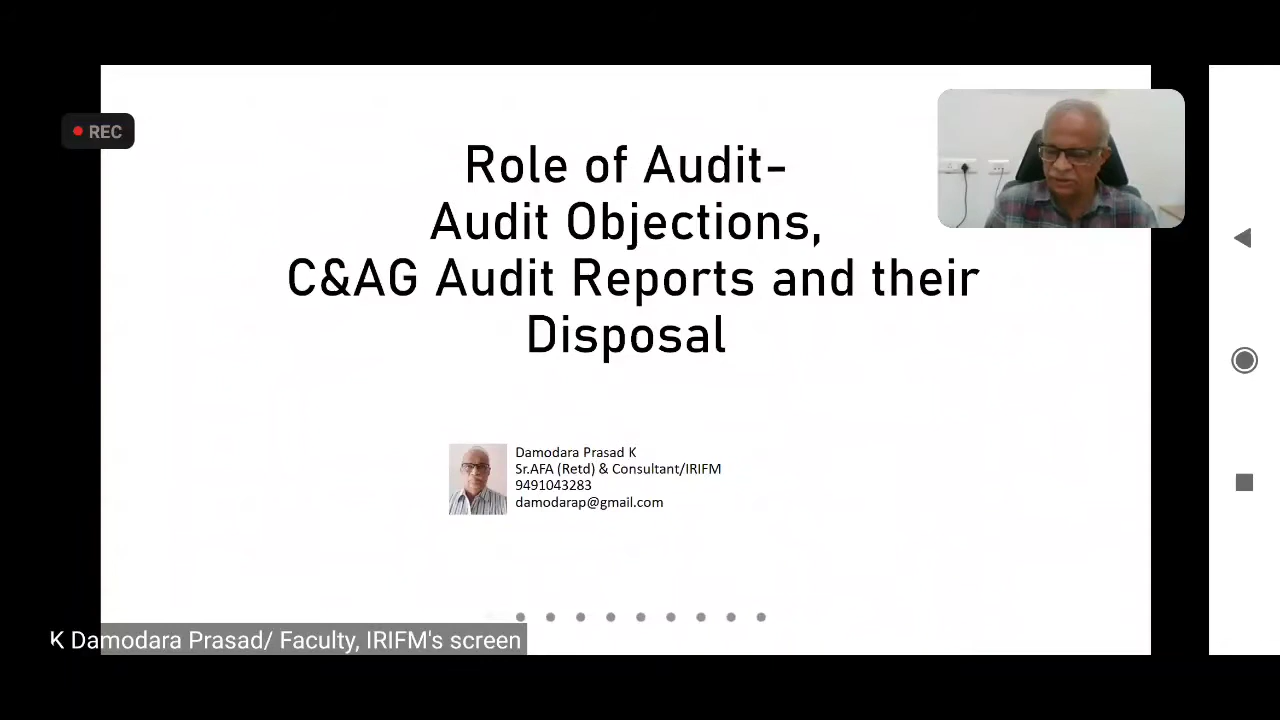 REC
Role of Audit-
Audit Objections,
C&AG Audit Reports and their
Disposal
Damodara Prasad K
Sr.AFA (Retd) & Consultant/IRIFM
9491043283
damodarap@gmail.com
K Damodara Prasad/ Faculty, IRIFM's screen